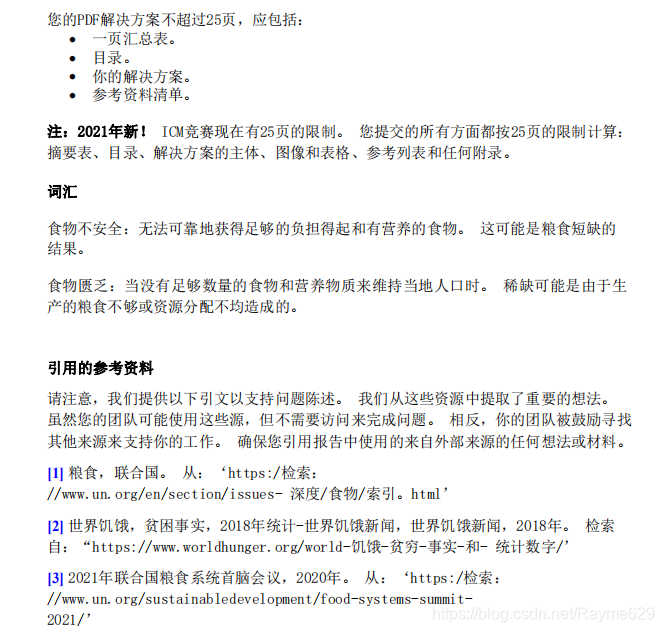 您的PDF解决方案不超过25页，应包括：
● 一页汇总表。
● 目录。
● 你的解决方案。
● 参考资料清单。
注：2021年新！ ICM竞赛现在有25页的限制。 您提交的所有方面都按25页的限制计算：
摘要表、目录、解决方案的主体、图像和表格、参考列表和任何附录。
词汇
食物不安全：无法可靠地获得足够的负担得起和有营养的食物。 这可能是粮食短缺的
结果。
食物匮乏：当没有足够数量的食物和营养物质来维持当地人口时。 稀缺可能是由于生
产的粮食不够或资源分配不均造成的。
引用的参考资料
请注意，我们提供以下引文以支持问题陈述。 我们从这些资源中提取了重要的想法。
虽然您的团队可能使用这些源，但不需要访问来完成问题。 相反，你的团队被鼓励寻找
其他来源来支持你的工作。 确保您引用报告中使用的来自外部来源的任何想法或材料。
[1] 粮食，联合国。 从：‘https:/检索：
//www.un.org/en/section/issues- 深度/食物/索引。html’
[2] 世界饥饿，贫困事实，2018年统计-世界饥饿新闻，世界饥饿新闻，2018年。 检索
自：“https://www.worldhunger.org/world-饥饿-贫穷-事实-和- 统计数字/’
[3] 2021年联合国粮食系统首脑会议，2020年。 从：‘https:/检索：
//www.un.org/sustainabledevelopment/food-systems-summit-
2021/’
https://blog.csdn.net/Rayme629